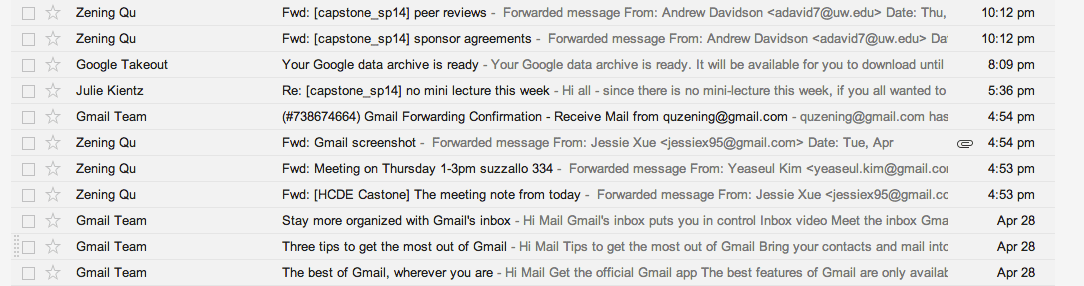 Zening Qu Fwd: [capstone_sp14] peer reviews - Forwarded message From: Andrew Davidson <adavid7@uw.edu> Date: Thu, 10:12 pm
Zening Qu Fwd: [capstone_sp14] sponsor agreements - Forwarded message From: Andrew Davidson <adavid7@uw.edu> Da 10:12 pm
Google Takeout Your Google data archive is ready - Your Google data archive is ready. It will be available for you to download until 8:09 pm
Julie Kientz Re: [capstone_sp14] no mini lecture this week - Hi all - since there is no mini-lecture this week, if you all wanted to 5:36 pm
Gmail Team (#738674664) Gmail Forwarding Confirmation - Receive Mail from quzening@gmail.com - quzening@gmail.com has 4:54 pm
Zening Qu Fwd: Gmail screenshot - Forwarded message From: Jessie Xue <jessiex95@gmail.com> Date: Tue, Apr 4:54 pm
Zening Qu Fwd: Meeting on Thursday 1-3pm suzzallo 334 - Forwarded message From: Yeaseul Kim <yeaseul.kim@gmail.co 4:53 pm
Zening Qu Fwd: [HCDE Castone] The meeting note from today - Forwarded message From: Jessie Xue <jessiex95@gmail.cc 4:53 pm
Gmail Team Stay more organized with Gmail's inbox - Hi Mail Gmail's inbox puts you in control Inbox video Meet the inbox Gma Apr 28
Gmail Team Three tips to get the most out of Gmail - Hi Mail Tips to get the most out of Gmail Bring your contacts and mail intc Apr 28
Gmail Team The best of Gmail, wherever you are - Hi Mail Get the official Gmail app The best features of Gmail are only availab Apr 28